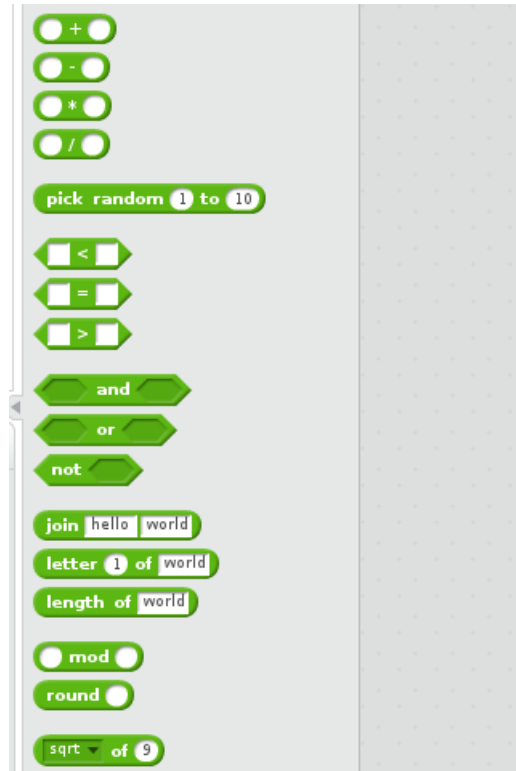 +
-
*
/
pick random 1 to 10
<
=
>
and
or
not
join hello world
letter 1 of world
length of world
mod
round
sqrt of 9